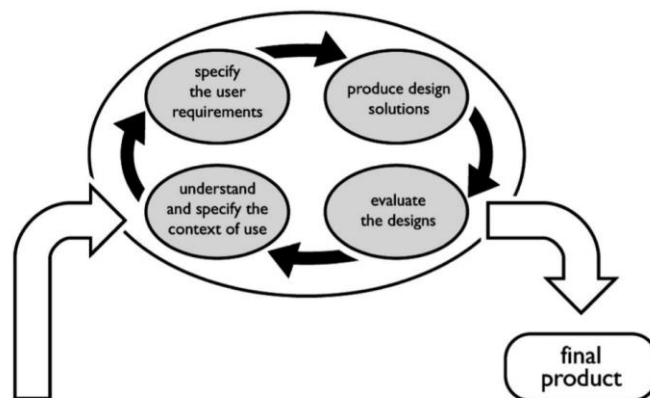 specify
the user
requirements
produce design
solutions
understand
and specify the
context of use
evaluate
the designs
final
product